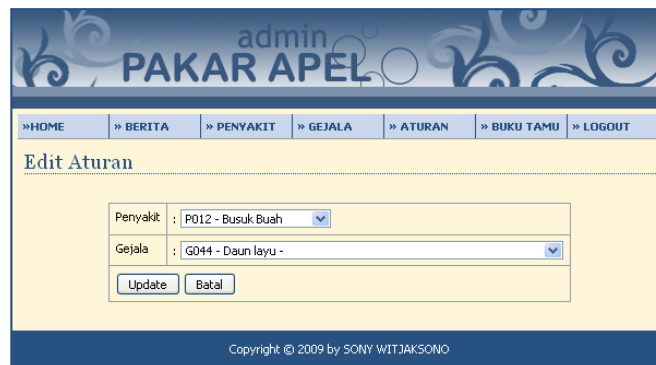 admin
PAKAR APEL
»HOME » BERITA » PENYAKIT » GEJALA » ATURAN » BUKU TAMU » LOGOUT
Edit Aturan
Penyakit : P012 - Busuk Buah
Gejala : G044 - Daun layu -
Update Batal
Copyright © 2009 by SONY WITJAKSONO